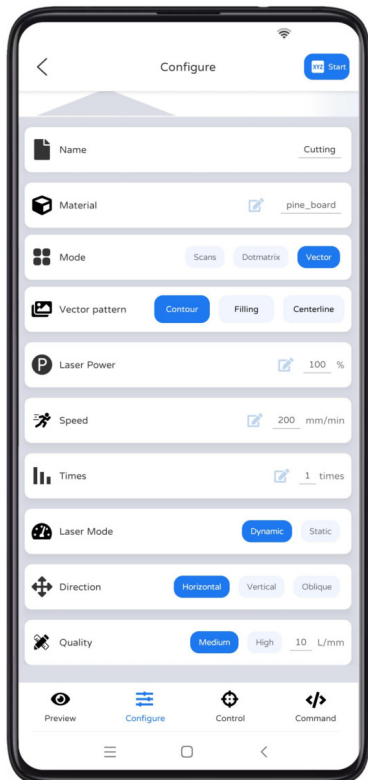 Configure
XYZ Start
Name Cutting
Material pine_board
Mode Scans Dotmatrix Vector
Vector pattern Contour Filling Centerline
P Laser Power 100 %
Speed 200 mm/min
Times 1 times
Laser Mode Dynamic Static
Direction Horizontal Vertical Oblique
Quality Medium High 10 L/mm
Preview Configure Control Command